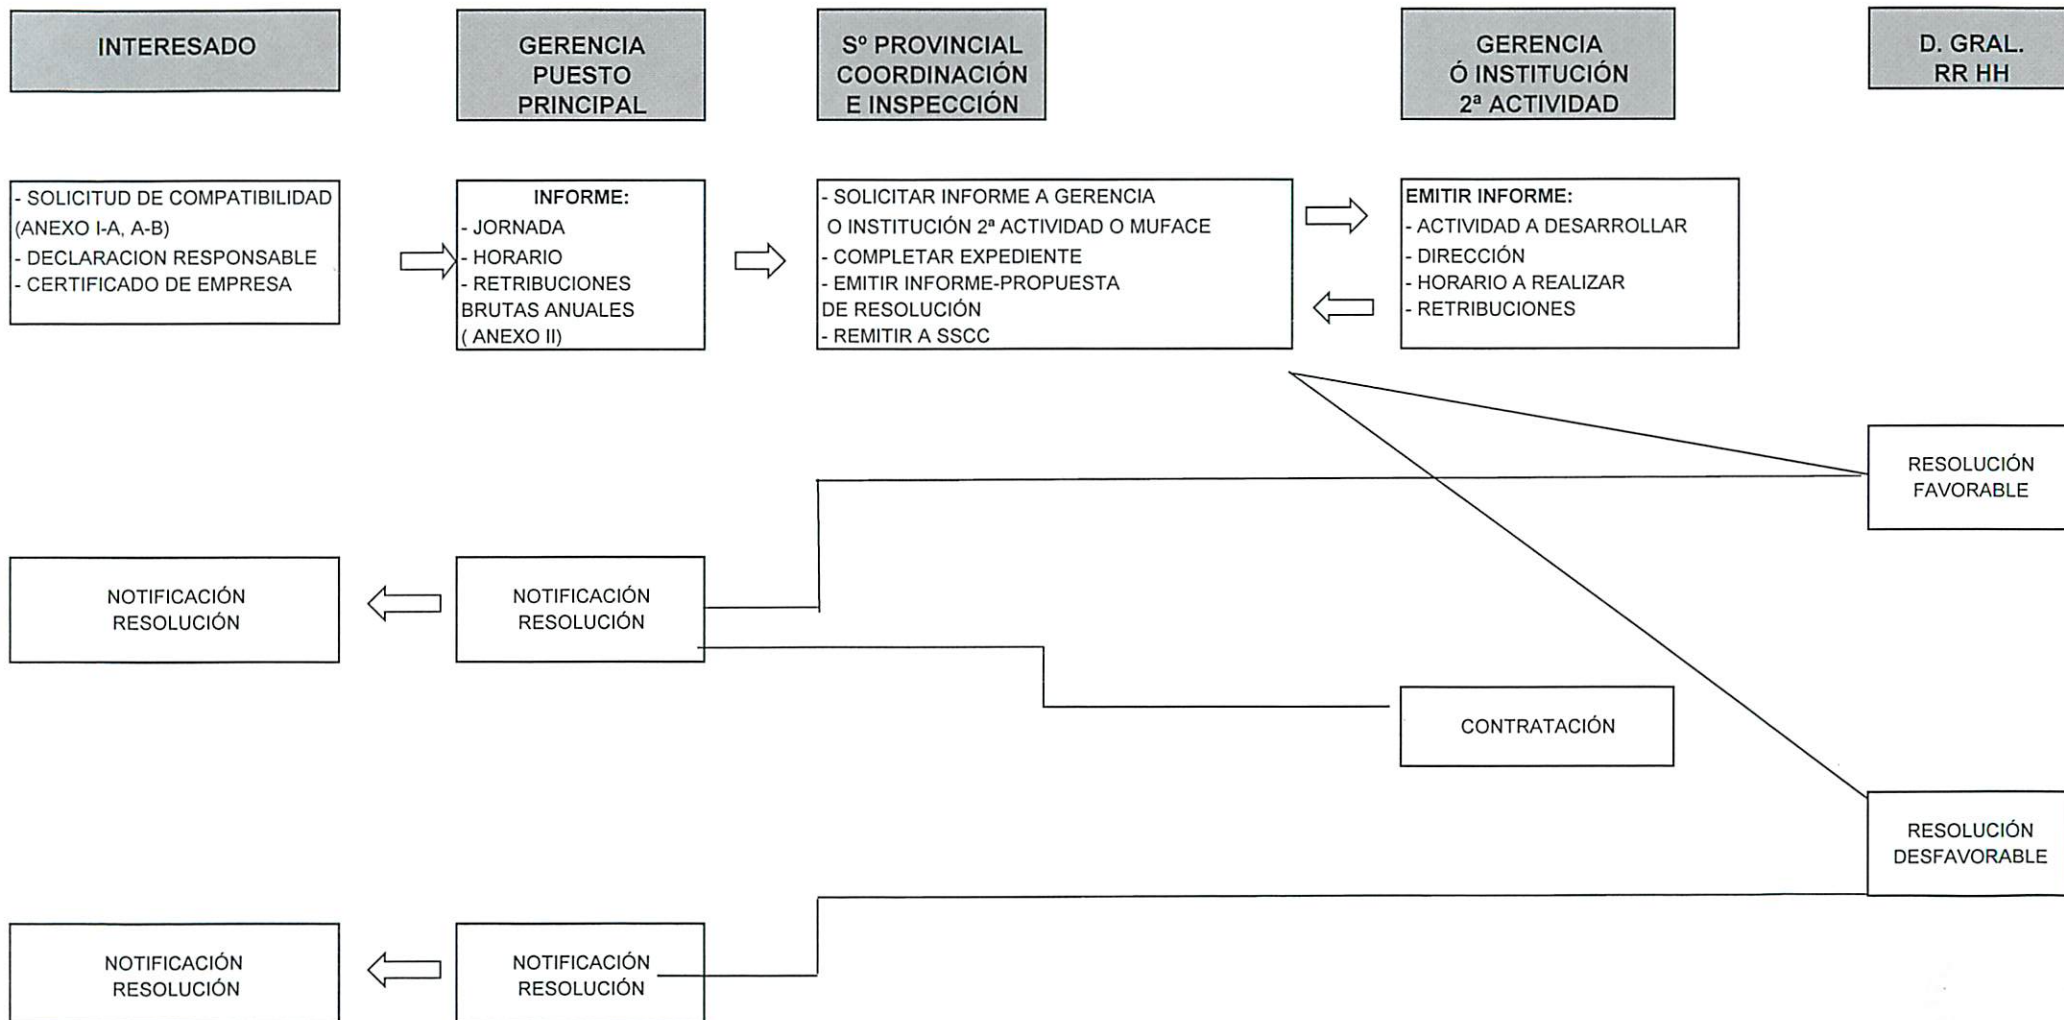 INTERESADO
GERENCIA
PUESTO
PRINCIPAL
Sº PROVINCIAL
COORDINACIÓN
E INSPECCIÓN
GERENCIA
Ó INSTITUCIÓN
2ª ACTIVIDAD
D. GRAL.
RR HH
- SOLICITUD DE COMPATIBILIDAD
(ANEXO I-A, A-B)
- DECLARACION RESPONSABLE
- CERTIFICADO DE EMPRESA
INFORME:
- JORNADA
- HORARIO
- RETRIBUCIONES
BRUTAS ANUALES
( ANEXO II)
- SOLICITAR INFORME A GERENCIA
O INSTITUCIÓN 2ª ACTIVIDAD O MUFACE
- COMPLETAR EXPEDIENTE
- EMITIR INFORME-PROPUESTA
DE RESOLUCIÓN
- REMITIR A SSCC
EMITIR INFORME:
- ACTIVIDAD A DESARROLLAR
- DIRECCIÓN
- HORARIO A REALIZAR
- RETRIBUCIONES
RESOLUCIÓN
FAVORABLE
NOTIFICACIÓN
RESOLUCIÓN
NOTIFICACIÓN
RESOLUCIÓN
CONTRATACIÓN
RESOLUCIÓN
DESFAVORABLE
NOTIFICACIÓN
RESOLUCIÓN
NOTIFICACIÓN
RESOLUCIÓN